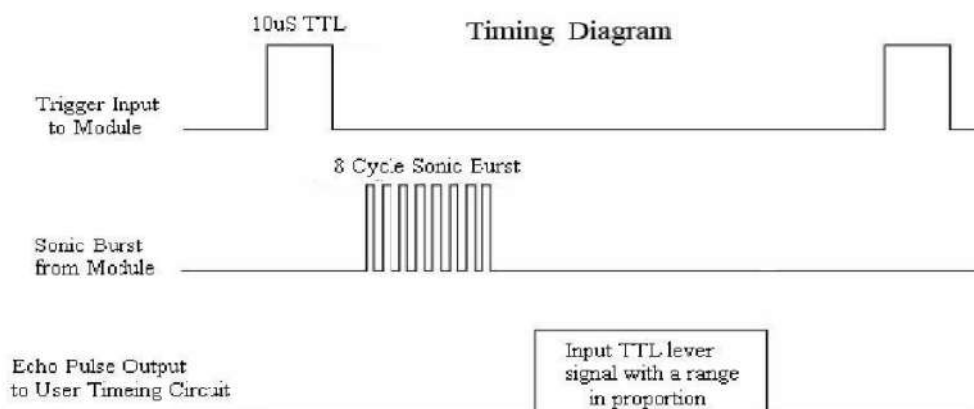 10uS TTL
Timing Diagram
Trigger Input
to Module
8 Cycle Sonic Burst
Sonic Burst
from Module
Echo Pulse Output
to User Timeing Circuit
Input TTL lever
signal with a range
in proportion